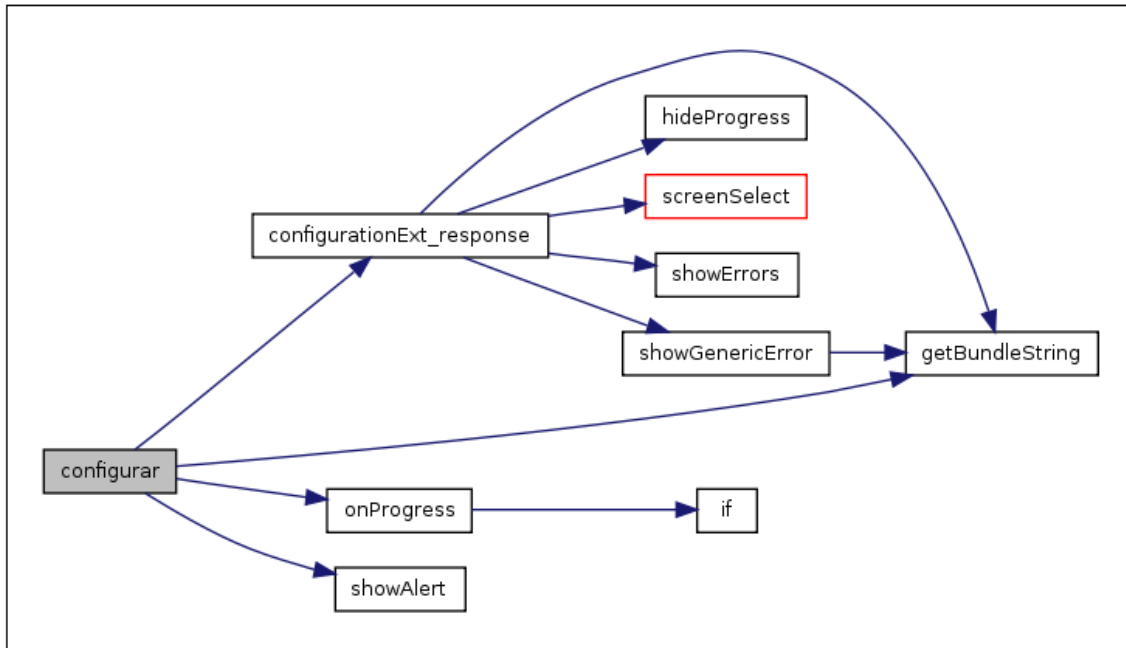 hideProgress
screenSelect
configurationExt_response
showErrors
showGenericError
getBundleString
configurar
onProgress
if
showAlert